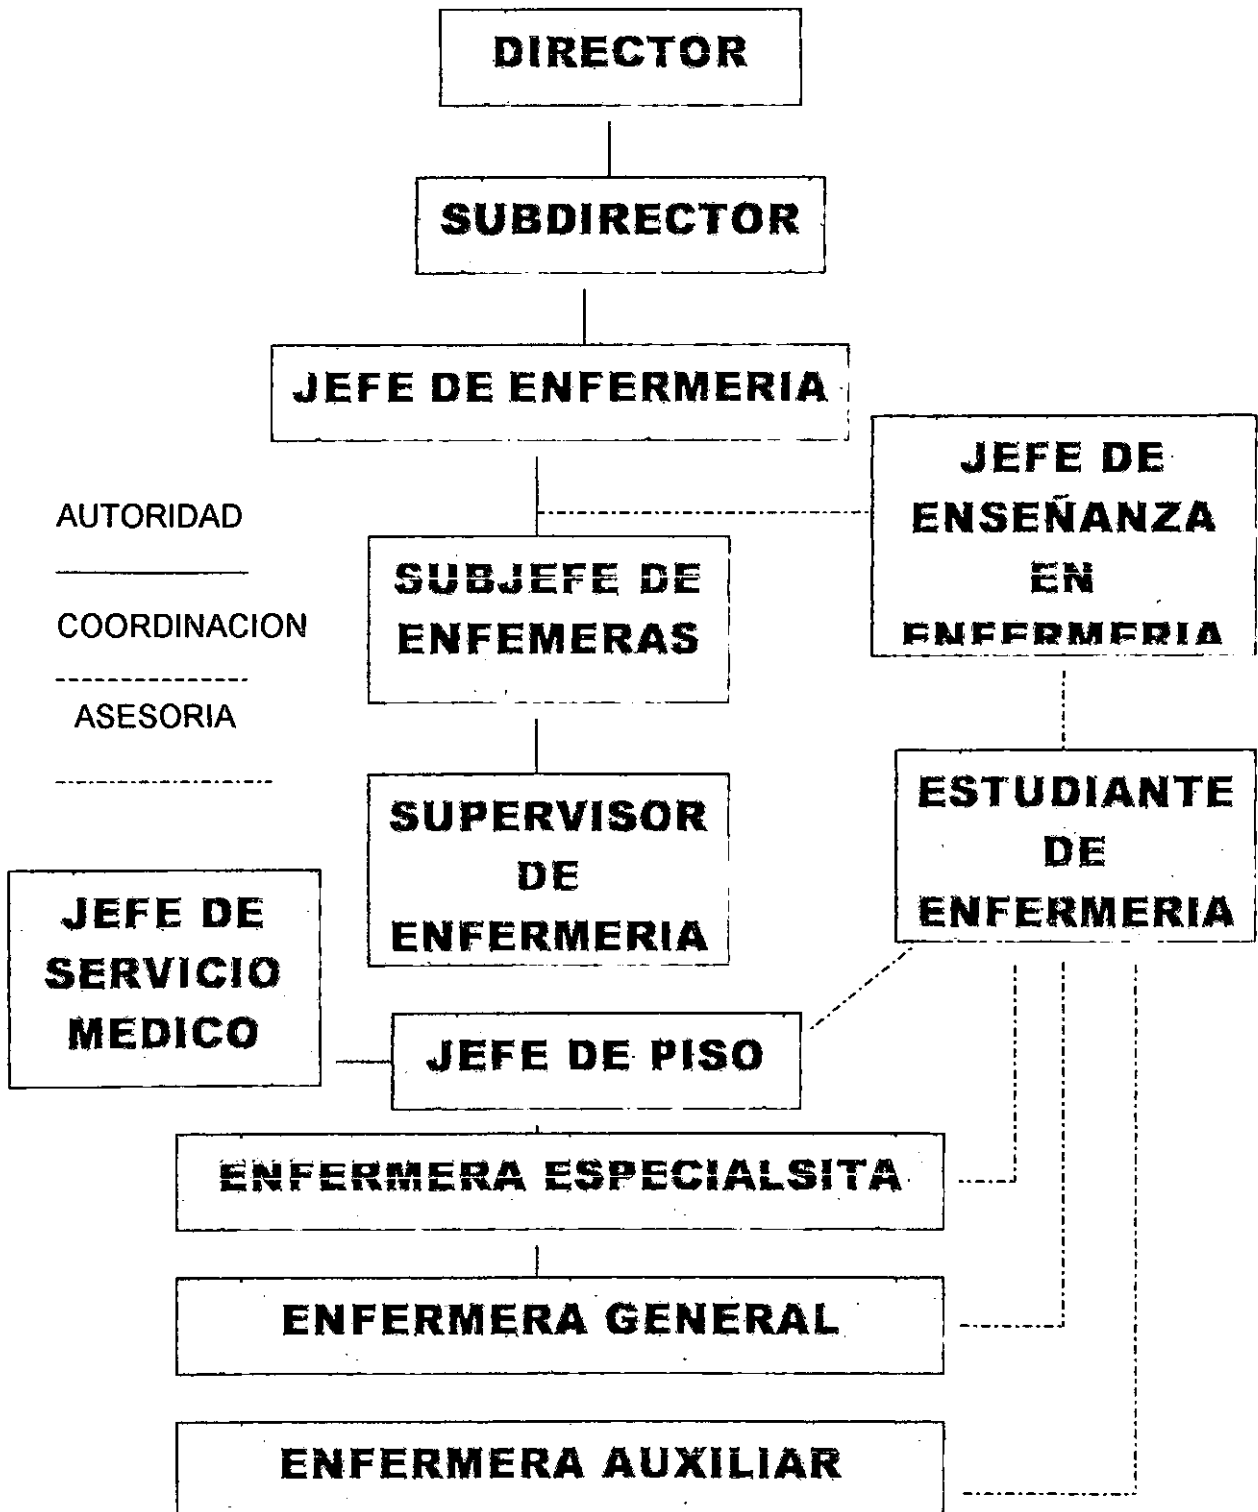 DIRECTOR
SUBDIRECTOR
JEFE DE ENFERMERIA
JEFE DE
ENSEÑANZA
EN
ENFERMERIA
AUTORIDAD
COORDINACION
ASESORIA
SUBJEFE DE
ENFEMERAS
SUPERVISOR
DE
ENFERMERIA
ESTUDIANTE
DE
ENFERMERIA
JEFE DE
SERVICIO
MEDICO
JEFE DE PISO
ENFERMERA ESPECIALSITA
ENFERMERA GENERAL
ENFERMERA AUXILIAR